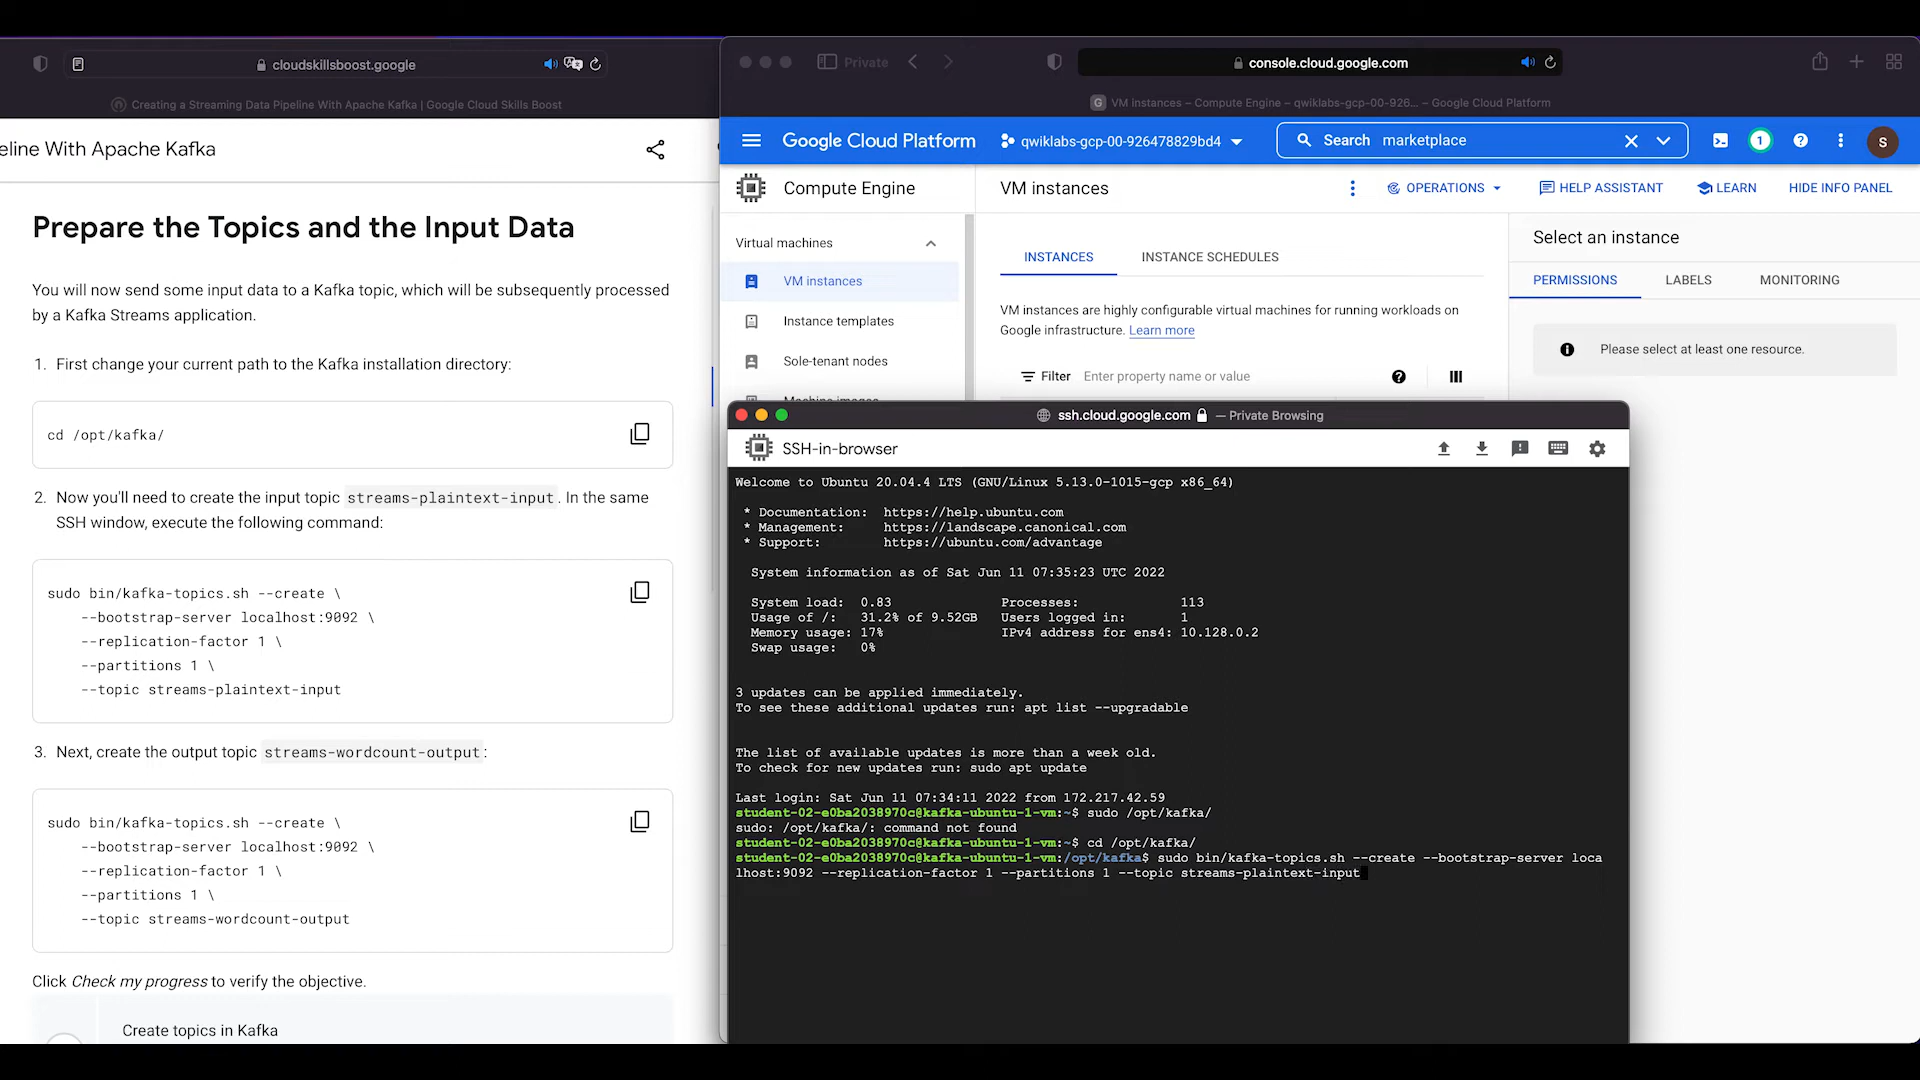 cloudskillsboost.google
Creating a Streaming Data Pipeline With Apache Kafka | Google Cloud Skills Boost
eline With Apache Kafka
Prepare the Topics and the Input Data
You will now send some input data to a Kafka topic, which will be subsequently processed
by a Kafka Streams application.
1. First change your current path to the Kafka installation directory:
cd /opt/kafka/
2. Now you'll need to create the input topic streams-plaintext-input. In the same
SSH window, execute the following command:
sudo bin/kafka-topics.sh --create \
--bootstrap-server localhost:9092 \
--replication-factor 1 \
--partitions 1 \
--topic streams-plaintext-input
3. Next, create the output topic streams-wordcount-output:
sudo bin/kafka-topics.sh --create \
--bootstrap-server localhost:9092 \
--replication-factor 1 \
--partitions 1 \
--topic streams-wordcount-output
Click Check my progress to verify the objective.
Create topics in Kafka
Private
console.cloud.google.com
G VM instances – Compute Engine – qwiklabs-gcp-00-926... – Google Cloud Platform
Google Cloud Platform
qwiklabs-gcp-00-926478829bd4
Search marketplace
1
S
Compute Engine
VM instances
OPERATIONS
HELP ASSISTANT
LEARN
HIDE INFO PANEL
Virtual machines
VM instances
Instance templates
Sole-tenant nodes
Machine images
INSTANCES
INSTANCE SCHEDULES
VM instances are highly configurable virtual machines for running workloads on
Google infrastructure. Learn more
Filter Enter property name or value
Select an instance
PERMISSIONS
LABELS
MONITORING
Please select at least one resource.
ssh.cloud.google.com — Private Browsing
SSH-in-browser
Welcome to Ubuntu 20.04.4 LTS (GNU/Linux 5.13.0-1015-gcp x86_64)
* Documentation: https://help.ubuntu.com
* Management: https://landscape.canonical.com
* Support: https://ubuntu.com/advantage
System information as of Sat Jun 11 07:35:23 UTC 2022
System load: 0.83 Processes: 113
Usage of /: 31.2% of 9.52GB Users logged in: 1
Memory usage: 17% IPv4 address for ens4: 10.128.0.2
Swap usage: 0%
3 updates can be applied immediately.
To see these additional updates run: apt list --upgradable
The list of available updates is more than a week old.
To check for new updates run: sudo apt update
Last login: Sat Jun 11 07:34:11 2022 from 172.217.42.59
student-02-e0ba2038970c@kafka-ubuntu-1-vm:~$ sudo /opt/kafka/
sudo: /opt/kafka/: command not found
student-02-e0ba2038970c@kafka-ubuntu-1-vm:~$ cd /opt/kafka/
student-02-e0ba2038970c@kafka-ubuntu-1-vm:/opt/kafka$ sudo bin/kafka-topics.sh --create --bootstrap-server loca
lhost:9092 --replication-factor 1 --partitions 1 --topic streams-plaintext-input